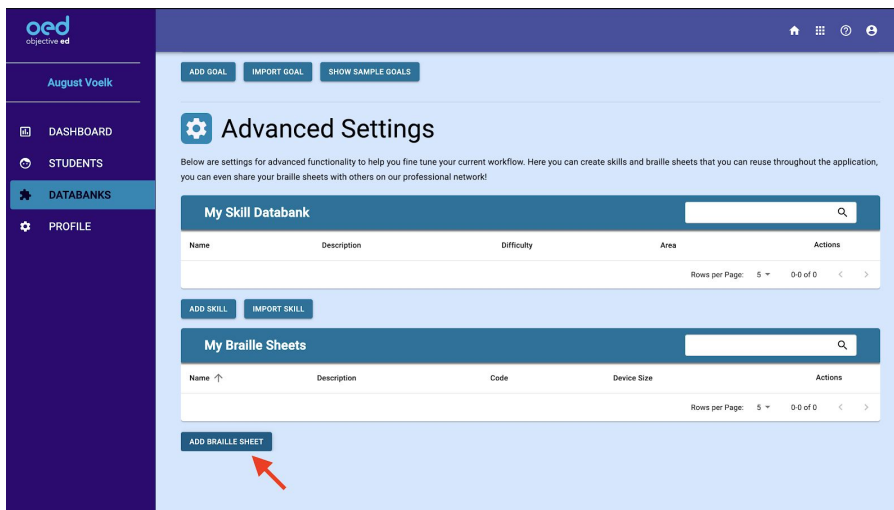 oed
objective ed
August Voelk
DASHBOARD
STUDENTS
DATABANKS
PROFILE
ADD GOAL IMPORT GOAL SHOW SAMPLE GOALS
Advanced Settings
Below are settings for advanced functionality to help you fine tune your current workflow. Here you can create skills and braille sheets that you can reuse throughout the application,
you can even share your braille sheets with others on our professional network!
My Skill Databank
Name Description Difficulty Area Actions
Rows per Page: 5 0-0 of 0
ADD SKILL IMPORT SKILL
My Braille Sheets
Name Description Code Device Size Actions
Rows per Page: 5 0-0 of 0
ADD BRAILLE SHEET